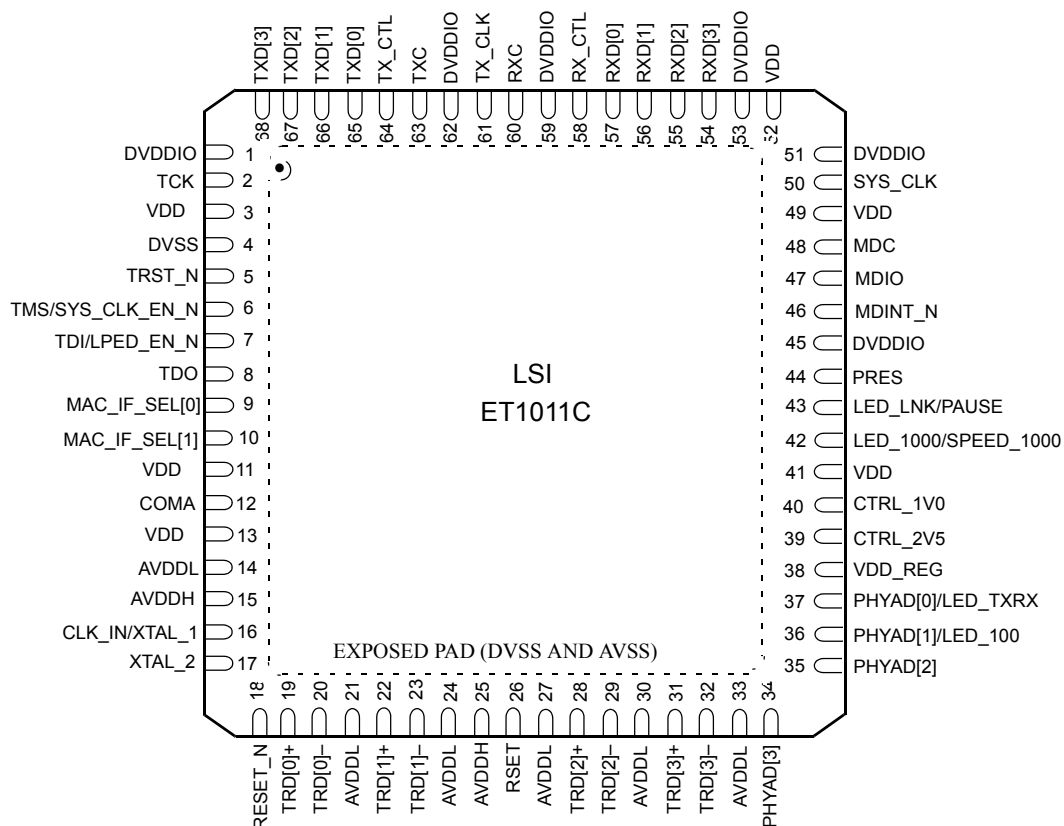 TXD[3]
TXD[2]
TXD[1]
TXD[0]
TX_CTL
TXC
DVDDIO
TX_CLK
RXC
DVDDIO
RX_CTL
RXD[0]
RXD[1]
RXD[2]
RXD[3]
DVDDIO
VDD
68
67
66
65
64
63
62
61
60
59
58
57
56
55
54
53
52
DVDDIO 1
TCK 2
VDD 3
DVSS 4
TRST_N 5
TMS/SYS_CLK_EN_N 6
TDI/LPED_EN_N 7
TDO 8
MAC_IF_SEL[0] 9
MAC_IF_SEL[1] 10
VDD 11
COMA 12
VDD 13
AVDDL 14
AVDDH 15
CLK_IN/XTAL_1 16
XTAL_2 17
LSI
ET1011C
EXPOSED PAD (DVSS AND AVSS)
51 DVDDIO
50 SYS_CLK
49 VDD
48 MDC
47 MDIO
46 MDINT_N
45 DVDDIO
44 PRES
43 LED_LNK/PAUSE
42 LED_1000/SPEED_1000
41 VDD
40 CTRL_1V0
39 CTRL_2V5
38 VDD_REG
37 PHYAD[0]/LED_TXRX
36 PHYAD[1]/LED_100
35 PHYAD[2]
18
19
20
21
22
23
24
25
26
27
28
29
30
31
32
33
34
RESET_N
TRD[0]+
TRD[0]–
AVDDL
TRD[1]+
TRD[1]–
AVDDL
AVDDH
RSET
AVDDL
TRD[2]+
TRD[2]–
AVDDL
TRD[3]+
TRD[3]–
AVDDL
PHYAD[3]